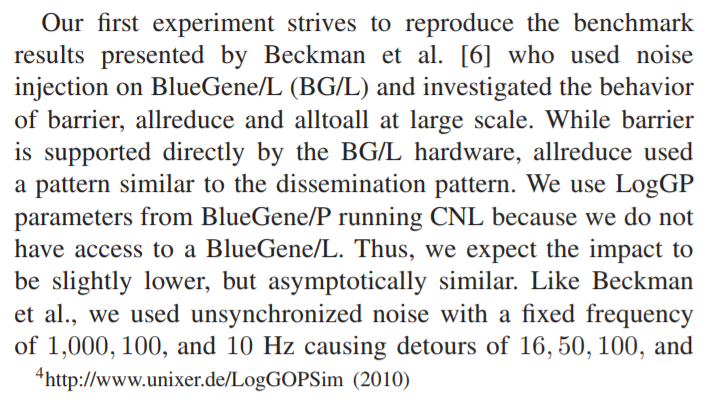 Our first experiment strives to reproduce the benchmark
results presented by Beckman et al. [6] who used noise
injection on BlueGene/L (BG/L) and investigated the behavior
of barrier, allreduce and alltoall at large scale. While barrier
is supported directly by the BG/L hardware, allreduce used
a pattern similar to the dissemination pattern. We use LogGP
parameters from BlueGene/P running CNL because we do not
have access to a BlueGene/L. Thus, we expect the impact to
be slightly lower, but asymptotically similar. Like Beckman
et al., we used unsynchronized noise with a fixed frequency
of 1,000, 100, and 10 Hz causing detours of 16, 50, 100, and
4http://www.unixer.de/LogGOPSim (2010)